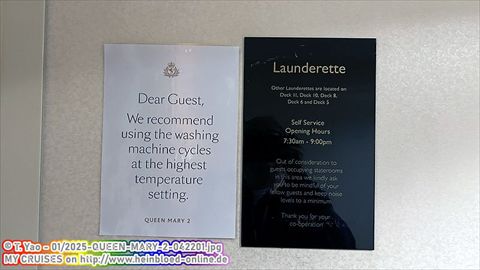 Dear Guest,
We recommend
using the washing
machine cycles
at the highest
temperature
setting.
QUEEN MARY 2
Launderette
Other Launderettes are located on
Deck 11, Deck 10, Deck 8,
Deck 6 and Deck 5
Self Service
Opening Hours
7:30am - 9:00pm
Out of consideration to
guests occupying staterooms
in this area we kindly ask
you to be mindful of your
fellow guests and keep noise
levels to a minimum.
Thank you for your
co-operation
©T. Yao - 01/2025-QUEEN-MARY-2-042201.jpg
MY CRUISES on http://www.heinbloed-online.de